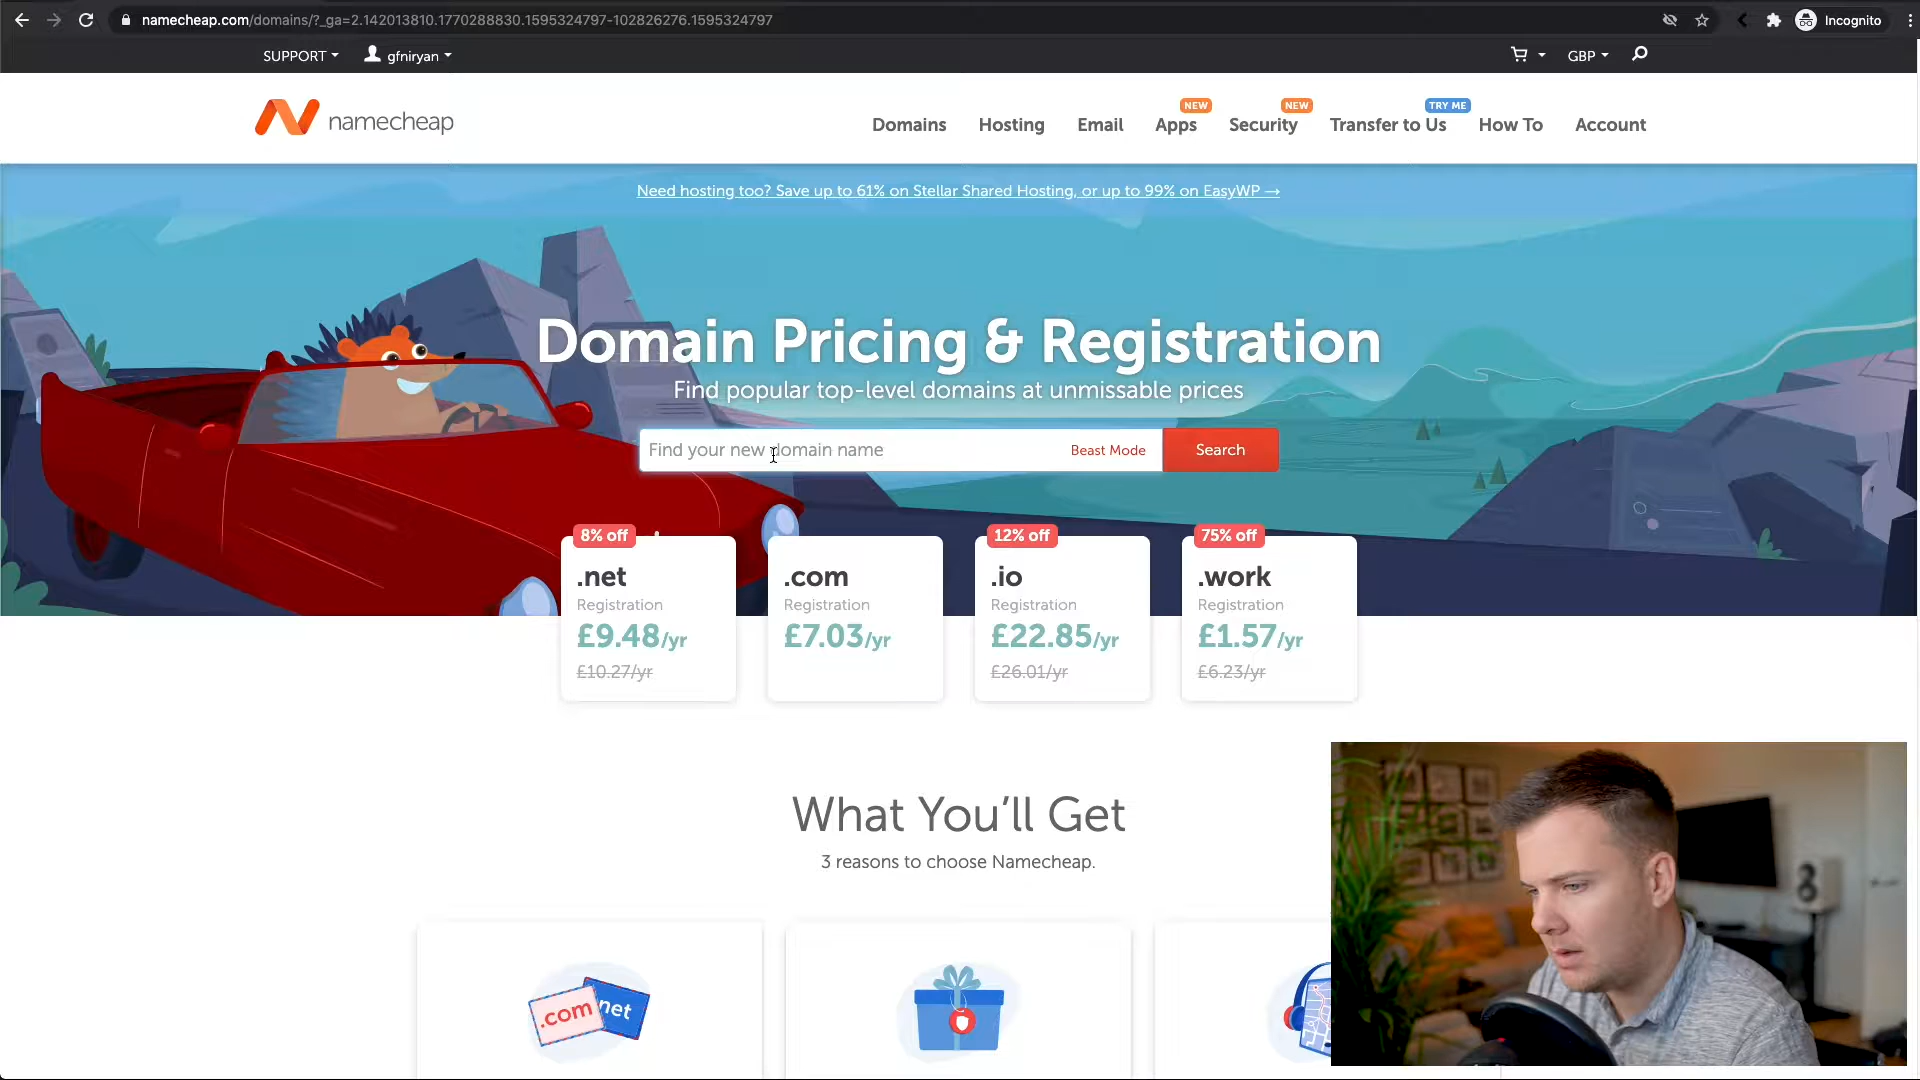 namecheap.com/domains/?_ga=2.142013810.1770288830.1595324797-102826276.1595324797
Incognito
SUPPORT
gfniryan
GBP
namecheap
Domains
Hosting
Email
Apps
NEW
Security
NEW
Transfer to Us
TRY ME
How To
Account
Need hosting too? Save up to 61% on Stellar Shared Hosting, or up to 99% on EasyWP →
Domain Pricing & Registration
Find popular top-level domains at unmissable prices
Find your new domain name
Beast Mode
Search
8% off
.net
Registration
£9.48/yr
£10.27/yr
.com
Registration
£7.03/yr
12% off
.io
Registration
£22.85/yr
£26.01/yr
75% off
.work
Registration
£1.57/yr
£6.23/yr
What You’ll Get
3 reasons to choose Namecheap.
.com
net